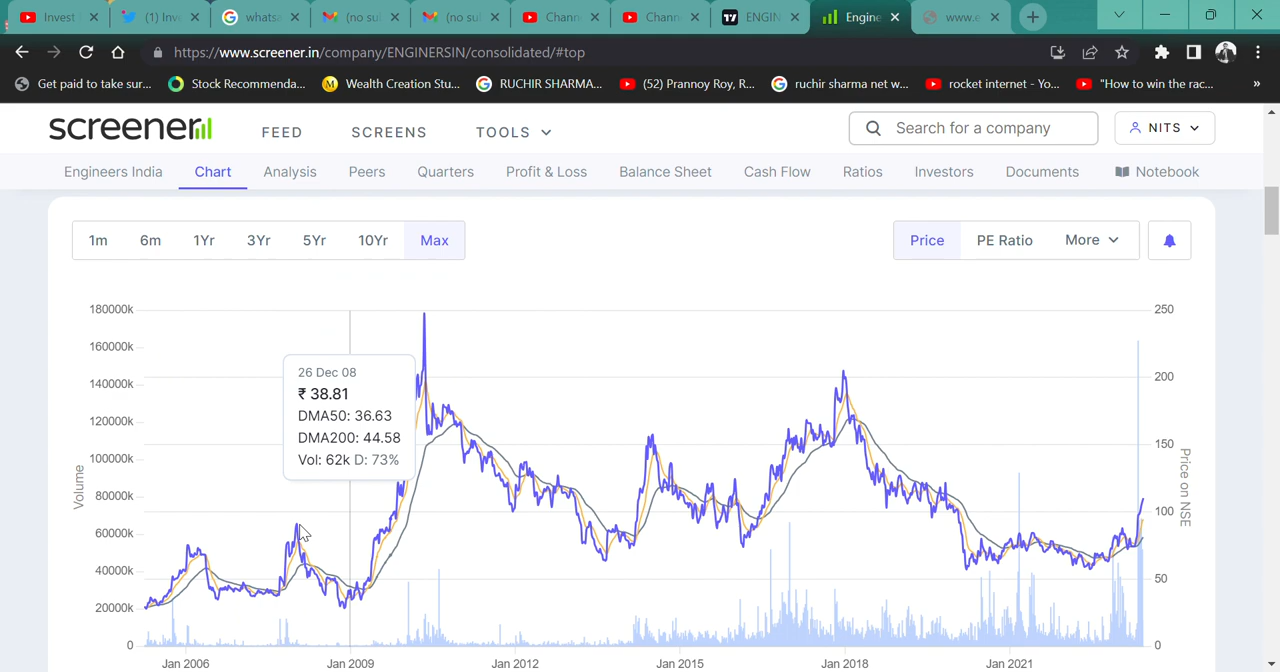 Invest
(1) Inv
whats
(no su
(no su
Chann
Chann
ENGIN
Engine
www.e
https://www.screener.in/company/ENGINERSIN/consolidated/#top
Get paid to take sur...
Stock Recommenda...
Wealth Creation Stu...
RUCHIR SHARMA...
(52) Prannoy Roy, R...
ruchir sharma net w...
rocket internet - Yo...
"How to win the rac...
»
screener
FEED
SCREENS
TOOLS
Search for a company
NITS
Engineers India
Chart
Analysis
Peers
Quarters
Profit & Loss
Balance Sheet
Cash Flow
Ratios
Investors
Documents
Notebook
1m
6m
1Yr
3Yr
5Yr
10Yr
Max
Price
PE Ratio
More
180000k
160000k
140000k
120000k
100000k
80000k
60000k
40000k
20000k
0
Volume
26 Dec 08
₹ 38.81
DMA50: 36.63
DMA200: 44.58
Vol: 62k D: 73%
250
200
150
100
50
0
Price on NSE
Jan 2006
Jan 2009
Jan 2012
Jan 2015
Jan 2018
Jan 2021